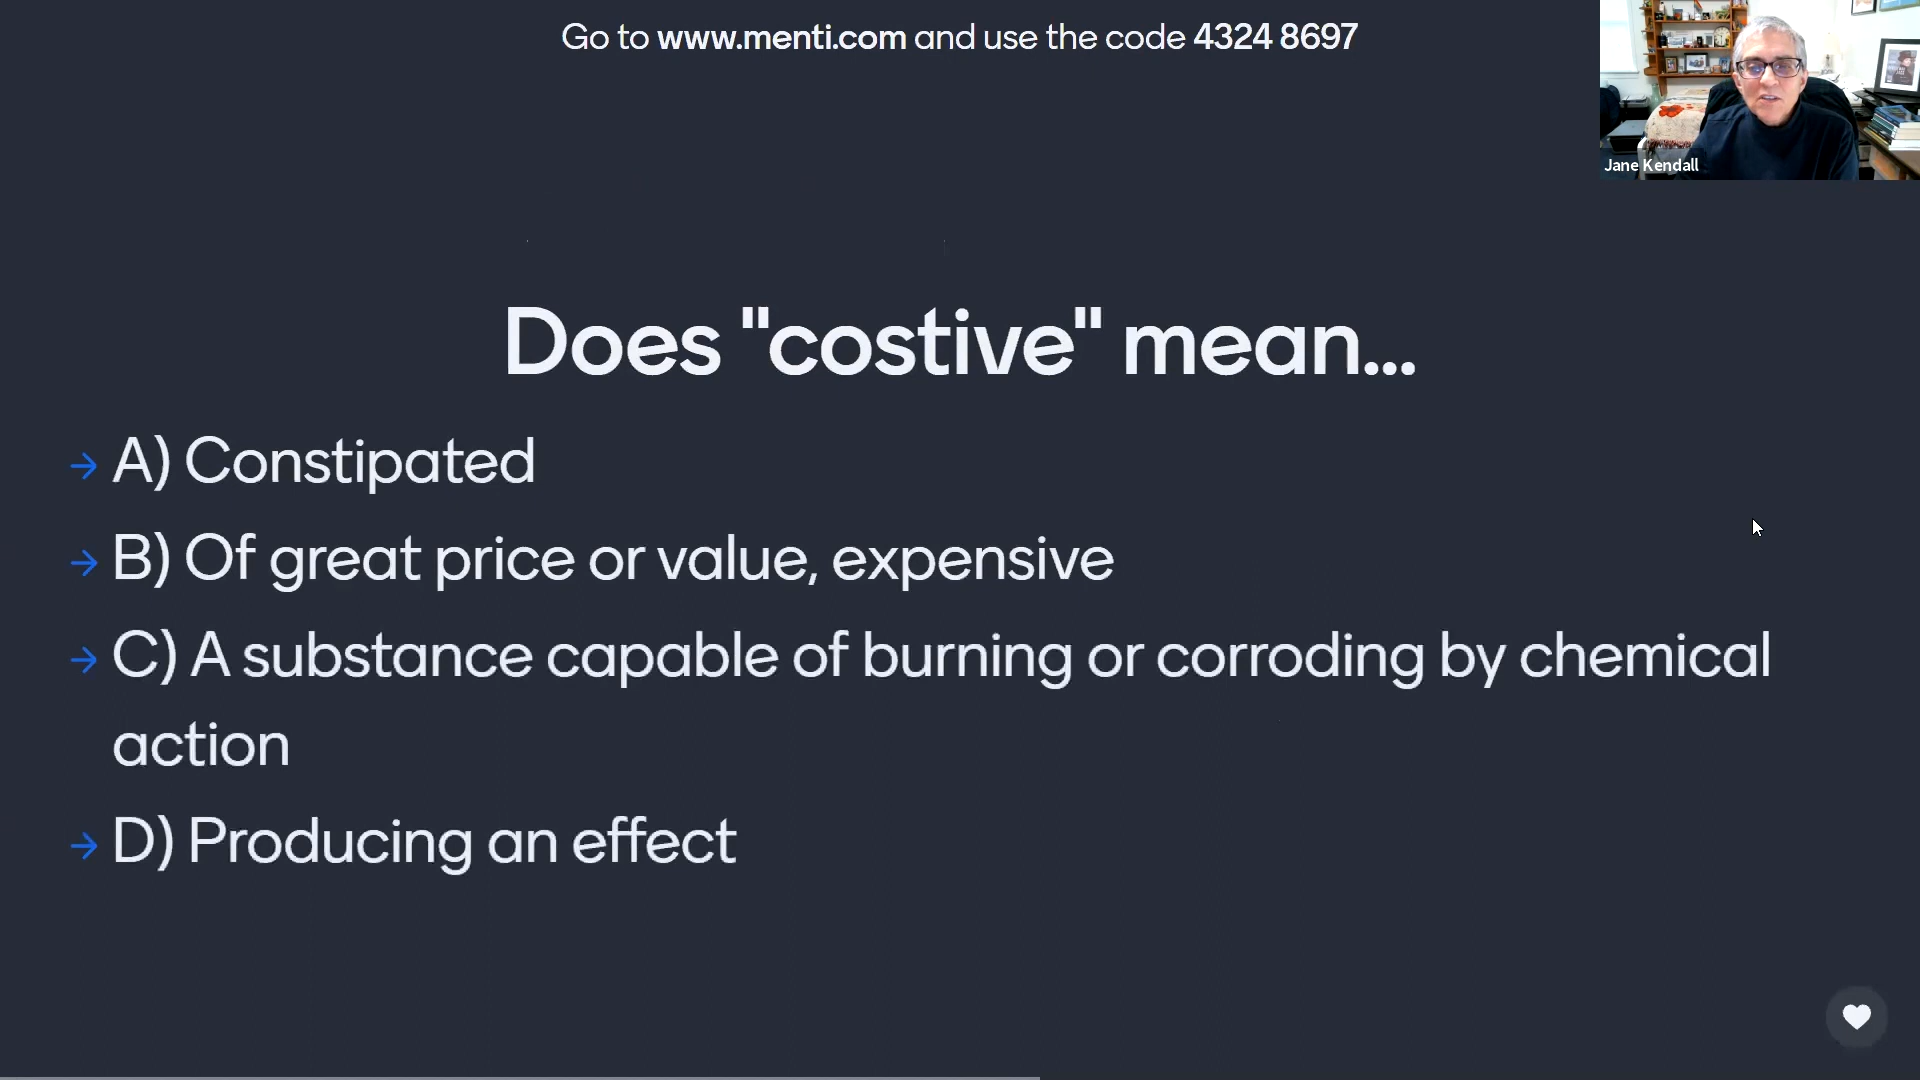 Go to www.menti.com and use the code 4324 8697
Jane Kendall
Does "costive" mean...
→ A) Constipated
→ B) Of great price or value, expensive
→ C) A substance capable of burning or corroding by chemical
action
→ D) Producing an effect